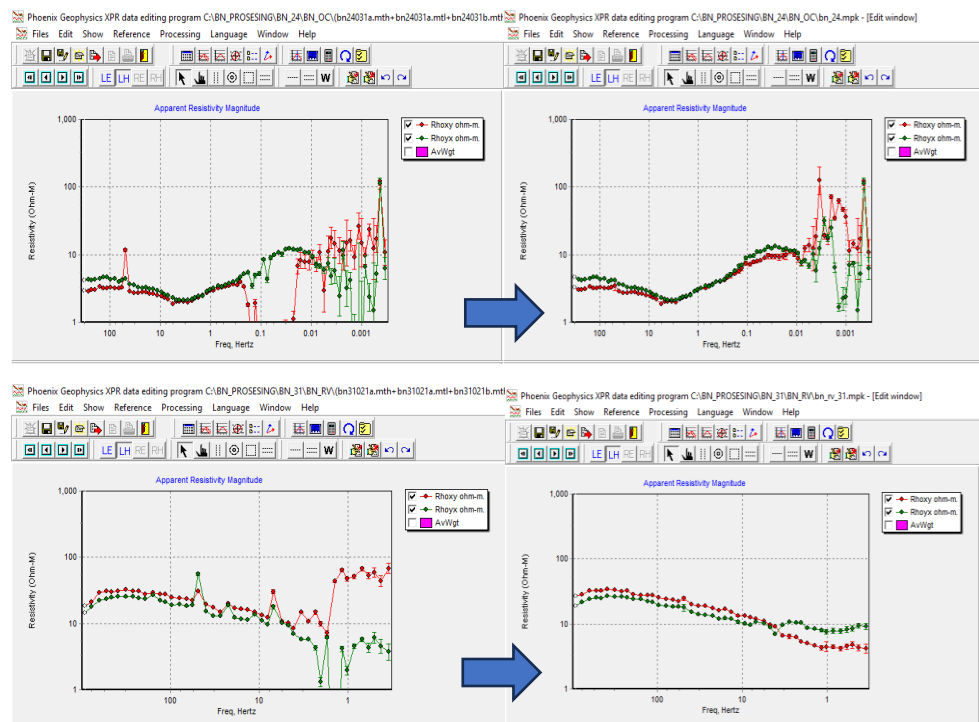 Phoenix Geophysics XPR data editing program C:\BN_PROSESING\BN_24\BN_OC\(bn24031a.mth+bn24031a.mtl+bn24031b.mt
Files Edit Show Reference Processing Language Window Help
LE LH RE RH
W
Apparent Resistivity Magnitude
1,000
100
10
1
Resistivity (Ohm-M)
100 10 1 0.1 0.01 0.001
Freq, Hertz
Rhoxy ohm-m.
Rhoyx ohm-m.
AvWgt
Phoenix Geophysics XPR data editing program C:\BN_PROSESING\BN_24\BN_OC\bn_24.mpk - [Edit window]
Files Edit Show Reference Processing Language Window Help
LE LH RE RH
W
Apparent Resistivity Magnitude
1,000
100
10
1
Resistivity (Ohm-M)
100 10 1 0.1 0.01 0.001
Freq, Hertz
Rhoxy ohm-m.
Rhoyx ohm-m.
AvWgt
Phoenix Geophysics XPR data editing program C:\BN_PROSESING\BN_31\BN_RV\(bn31021a.mth+bn31021a.mtl+bn31021b.mtl
Files Edit Show Reference Processing Language Window Help
LE LH RE RH
W
Apparent Resistivity Magnitude
1,000
100
10
1
Resistivity (Ohm-M)
100 10 1
Freq, Hertz
Rhoxy ohm-m.
Rhoyx ohm-m.
AvWgt
Phoenix Geophysics XPR data editing program C:\BN_PROSESING\BN_31\BN_RV\bn_rv_31.mpk - [Edit window]
Files Edit Show Reference Processing Language Window Help
LE LH RE RH
W
Apparent Resistivity Magnitude
1,000
100
10
1
Resistivity (Ohm-M)
100 10 1
Freq, Hertz
Rhoxy ohm-m.
Rhoyx ohm-m.
AvWgt